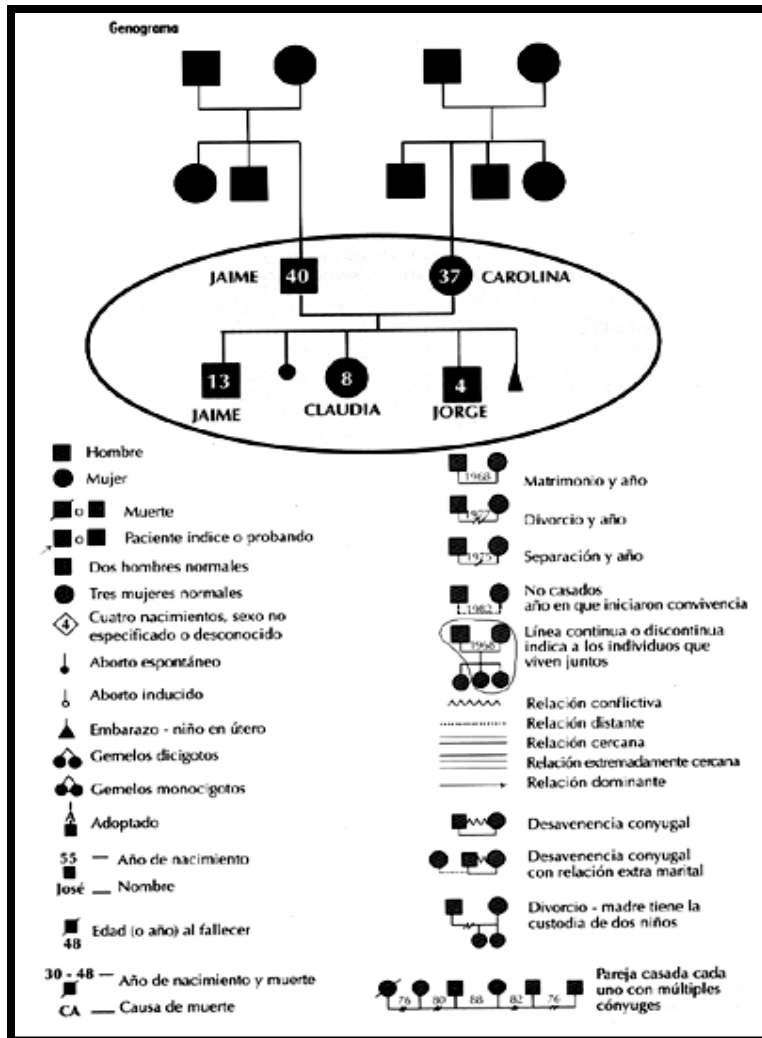 Genograma
JAIME 40 37 CAROLINA
13 8 4
JAIME CLAUDIA JORGE
Hombre
Mujer
o Muerte
o Paciente índice o probando
Dos hombres normales
Tres mujeres normales
4 Cuatro nacimientos, sexo no
especificado o desconocido
Aborto espontáneo
Aborto inducido
Embarazo - niño en útero
Gemelos dicigotos
Gemelos monocigotos
A
Adoptado
55 — Año de nacimiento
José — Nombre
Edad (o año) al fallecer
48
30 - 48 — Año de nacimiento y muerte
CA — Causa de muerte
1968 Matrimonio y año
1977 Divorcio y año
1975 Separación y año
No casados
1982 año en que iniciaron convivencia
Línea continua o discontinua
1968 indica a los individuos que
viven juntos
Relación conflictiva
Relación distante
Relación cercana
Relación extremadamente cercana
Relación dominante
Desavenencia conyugal
Desavenencia conyugal
con relación extra marital
Divorcio - madre tiene la
custodia de dos niños
Pareja casada cada
uno con múltiples
cónyuges
76 80 88 82 76